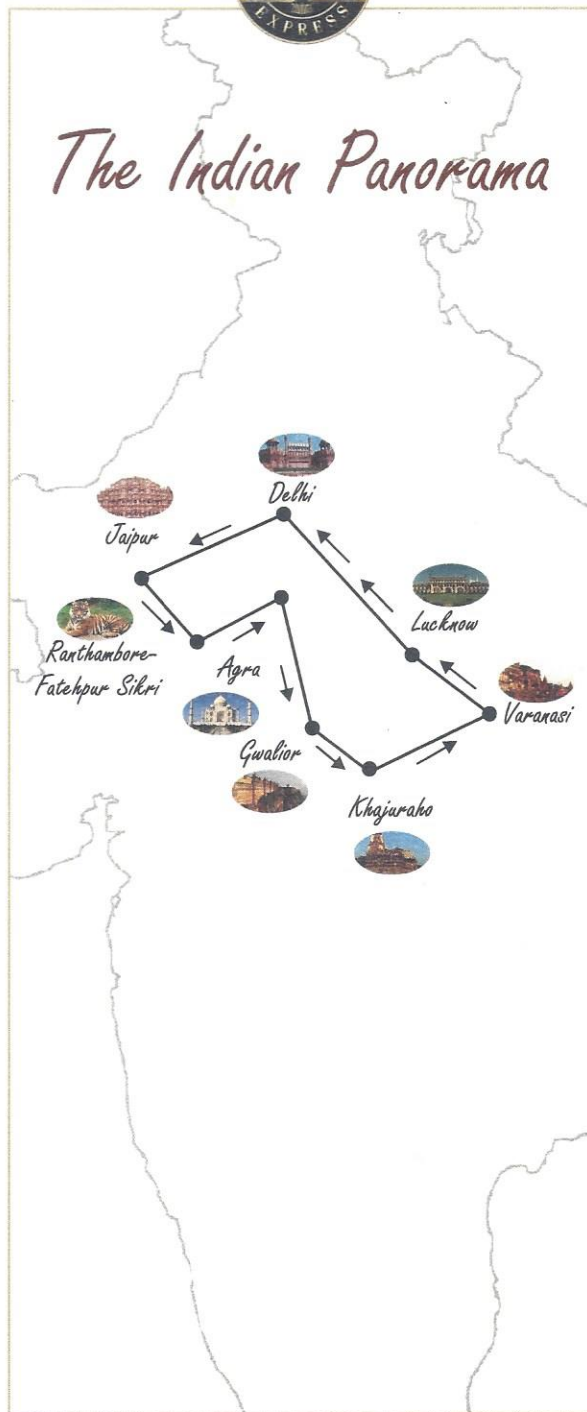 EXPRESS
The Indian Panorama
Delhi
Jaipur
Lucknow
Ranthambore-
Fatehpur Sikri
Agra
Varanasi
Gwalior
Khajuraho